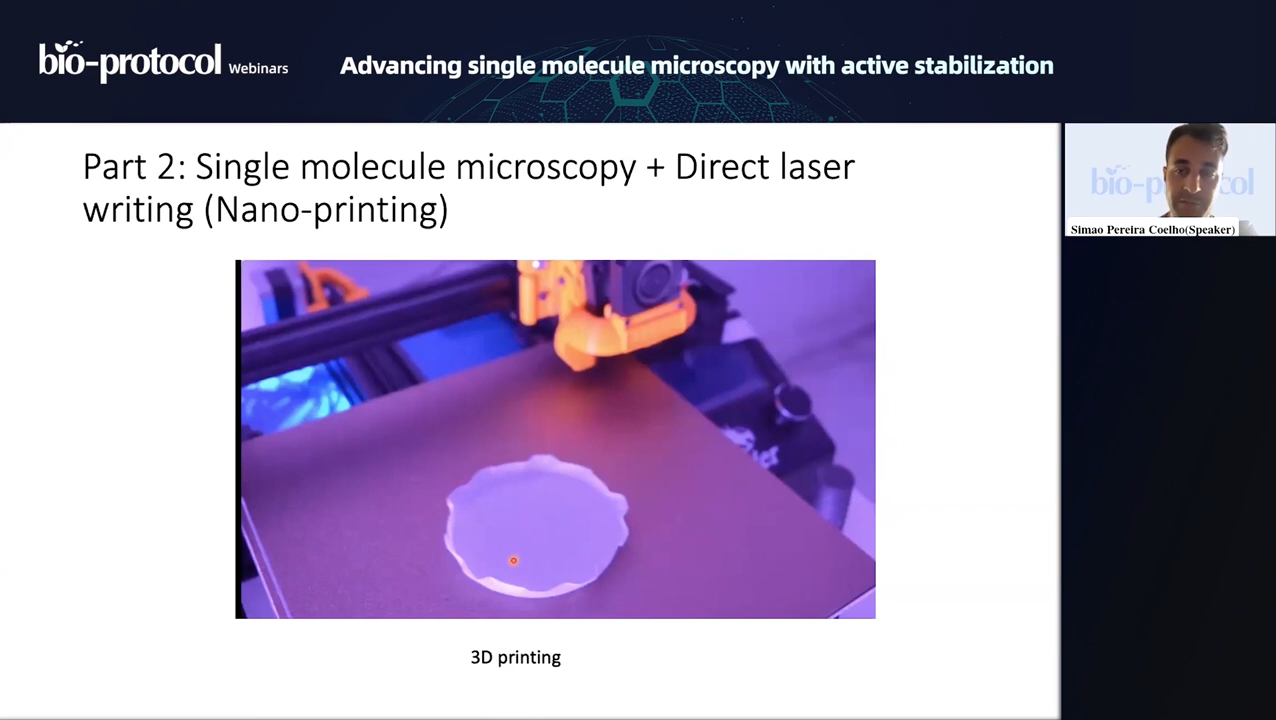 bio-protocol Webinars
Advancing single molecule microscopy with active stabilization
Part 2: Single molecule microscopy + Direct laser
writing (Nano-printing)
Simao Pereira Coelho(Speaker)
3D printing